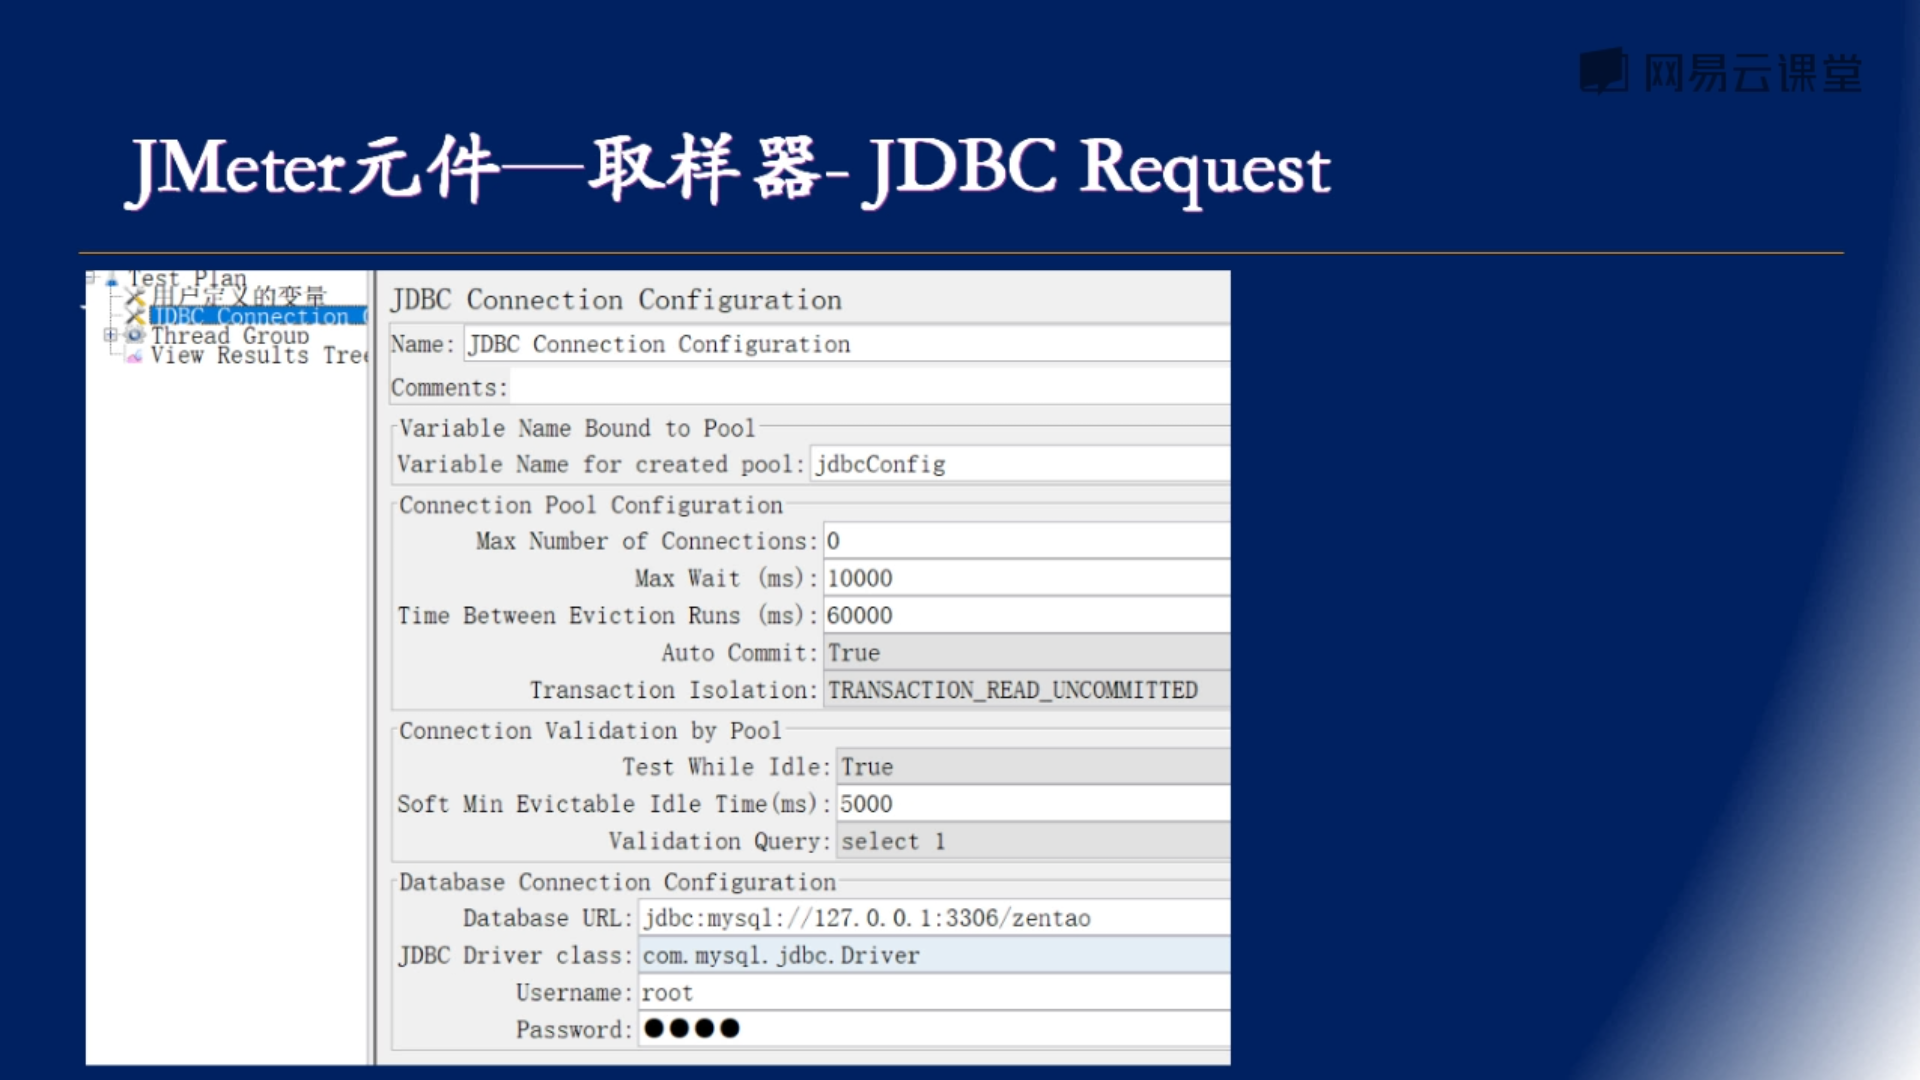 网易云课堂
JMeter元件—取样器- JDBC Request
Test Plan
用户定义的变量
JDBC Connection
Thread Group
View Results Tree
JDBC Connection Configuration
Name: JDBC Connection Configuration
Comments:
Variable Name Bound to Pool
Variable Name for created pool: jdbcConfig
Connection Pool Configuration
Max Number of Connections: 0
Max Wait (ms): 10000
Time Between Eviction Runs (ms): 60000
Auto Commit: True
Transaction Isolation: TRANSACTION_READ_UNCOMMITTED
Connection Validation by Pool
Test While Idle: True
Soft Min Evictable Idle Time(ms): 5000
Validation Query: select 1
Database Connection Configuration
Database URL: jdbc:mysql://127.0.0.1:3306/zentao
JDBC Driver class: com.mysql.jdbc.Driver
Username: root
Password: ●●●●